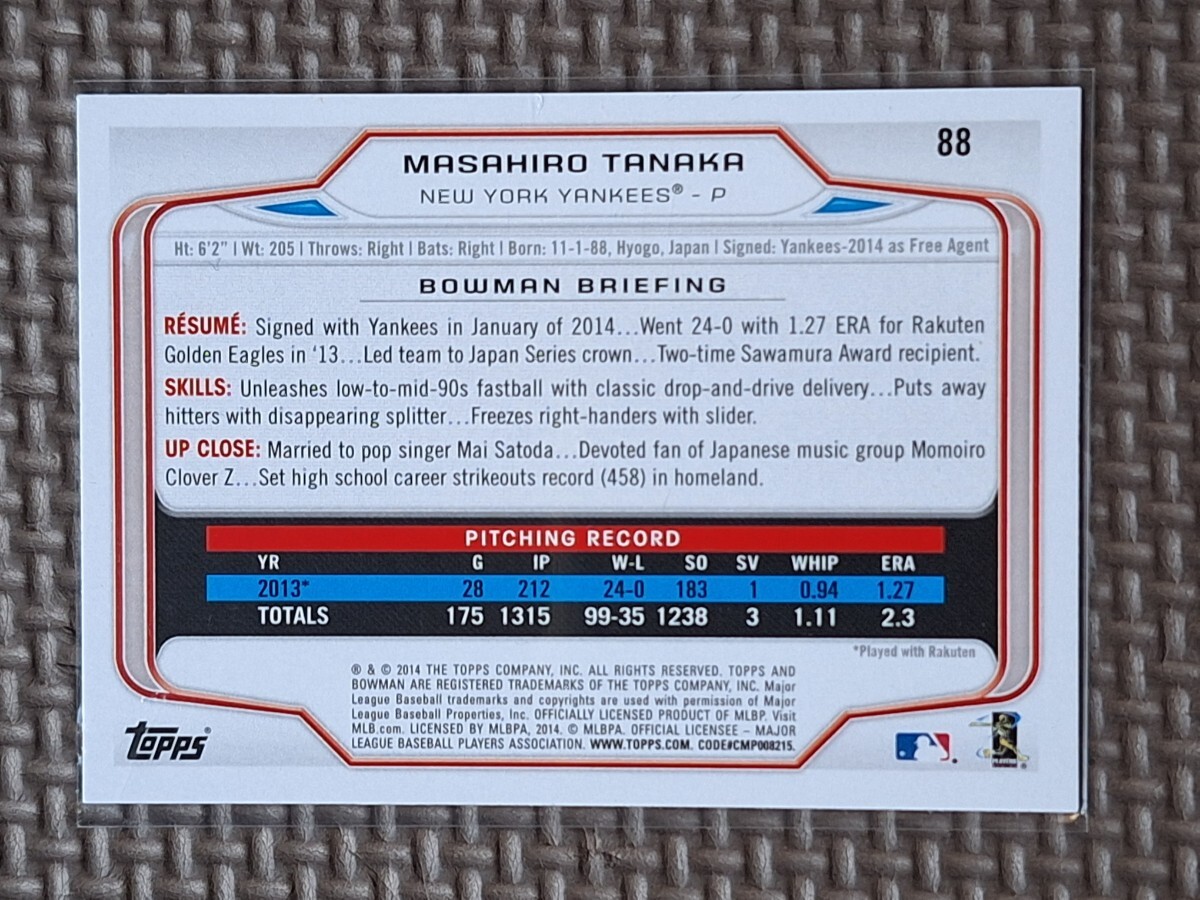 88
MASAHIRO TANAKA
NEW YORK YANKEES® - P
Ht: 6'2" | Wt: 205 | Throws: Right | Bats: Right | Born: 11-1-88, Hyogo, Japan | Signed: Yankees-2014 as Free Agent
BOWMAN BRIEFING
RÉSUMÉ: Signed with Yankees in January of 2014...Went 24-0 with 1.27 ERA for Rakuten
Golden Eagles in '13...Led team to Japan Series crown...Two-time Sawamura Award recipient.
SKILLS: Unleashes low-to-mid-90s fastball with classic drop-and-drive delivery...Puts away
hitters with disappearing splitter...Freezes right-handers with slider.
UP CLOSE: Married to pop singer Mai Satoda...Devoted fan of Japanese music group Momoiro
Clover Z...Set high school career strikeouts record (458) in homeland.
PITCHING RECORD
YR G IP W-L SO SV WHIP ERA
2013* 28 212 24-0 183 1 0.94 1.27
TOTALS 175 1315 99-35 1238 3 1.11 2.3
*Played with Rakuten
® & © 2014 THE TOPPS COMPANY, INC. ALL RIGHTS RESERVED. TOPPS AND
BOWMAN ARE REGISTERED TRADEMARKS OF THE TOPPS COMPANY, INC. Major
League Baseball trademarks and copyrights are used with permission of Major
League Baseball Properties, Inc. OFFICIALLY LICENSED PRODUCT OF MLBP. Visit
MLB.com. LICENSED BY MLBPA, 2014. © MLBPA. OFFICIAL LICENSEE – MAJOR
LEAGUE BASEBALL PLAYERS ASSOCIATION. WWW.TOPPS.COM. CODE#CMP008215.
topps®